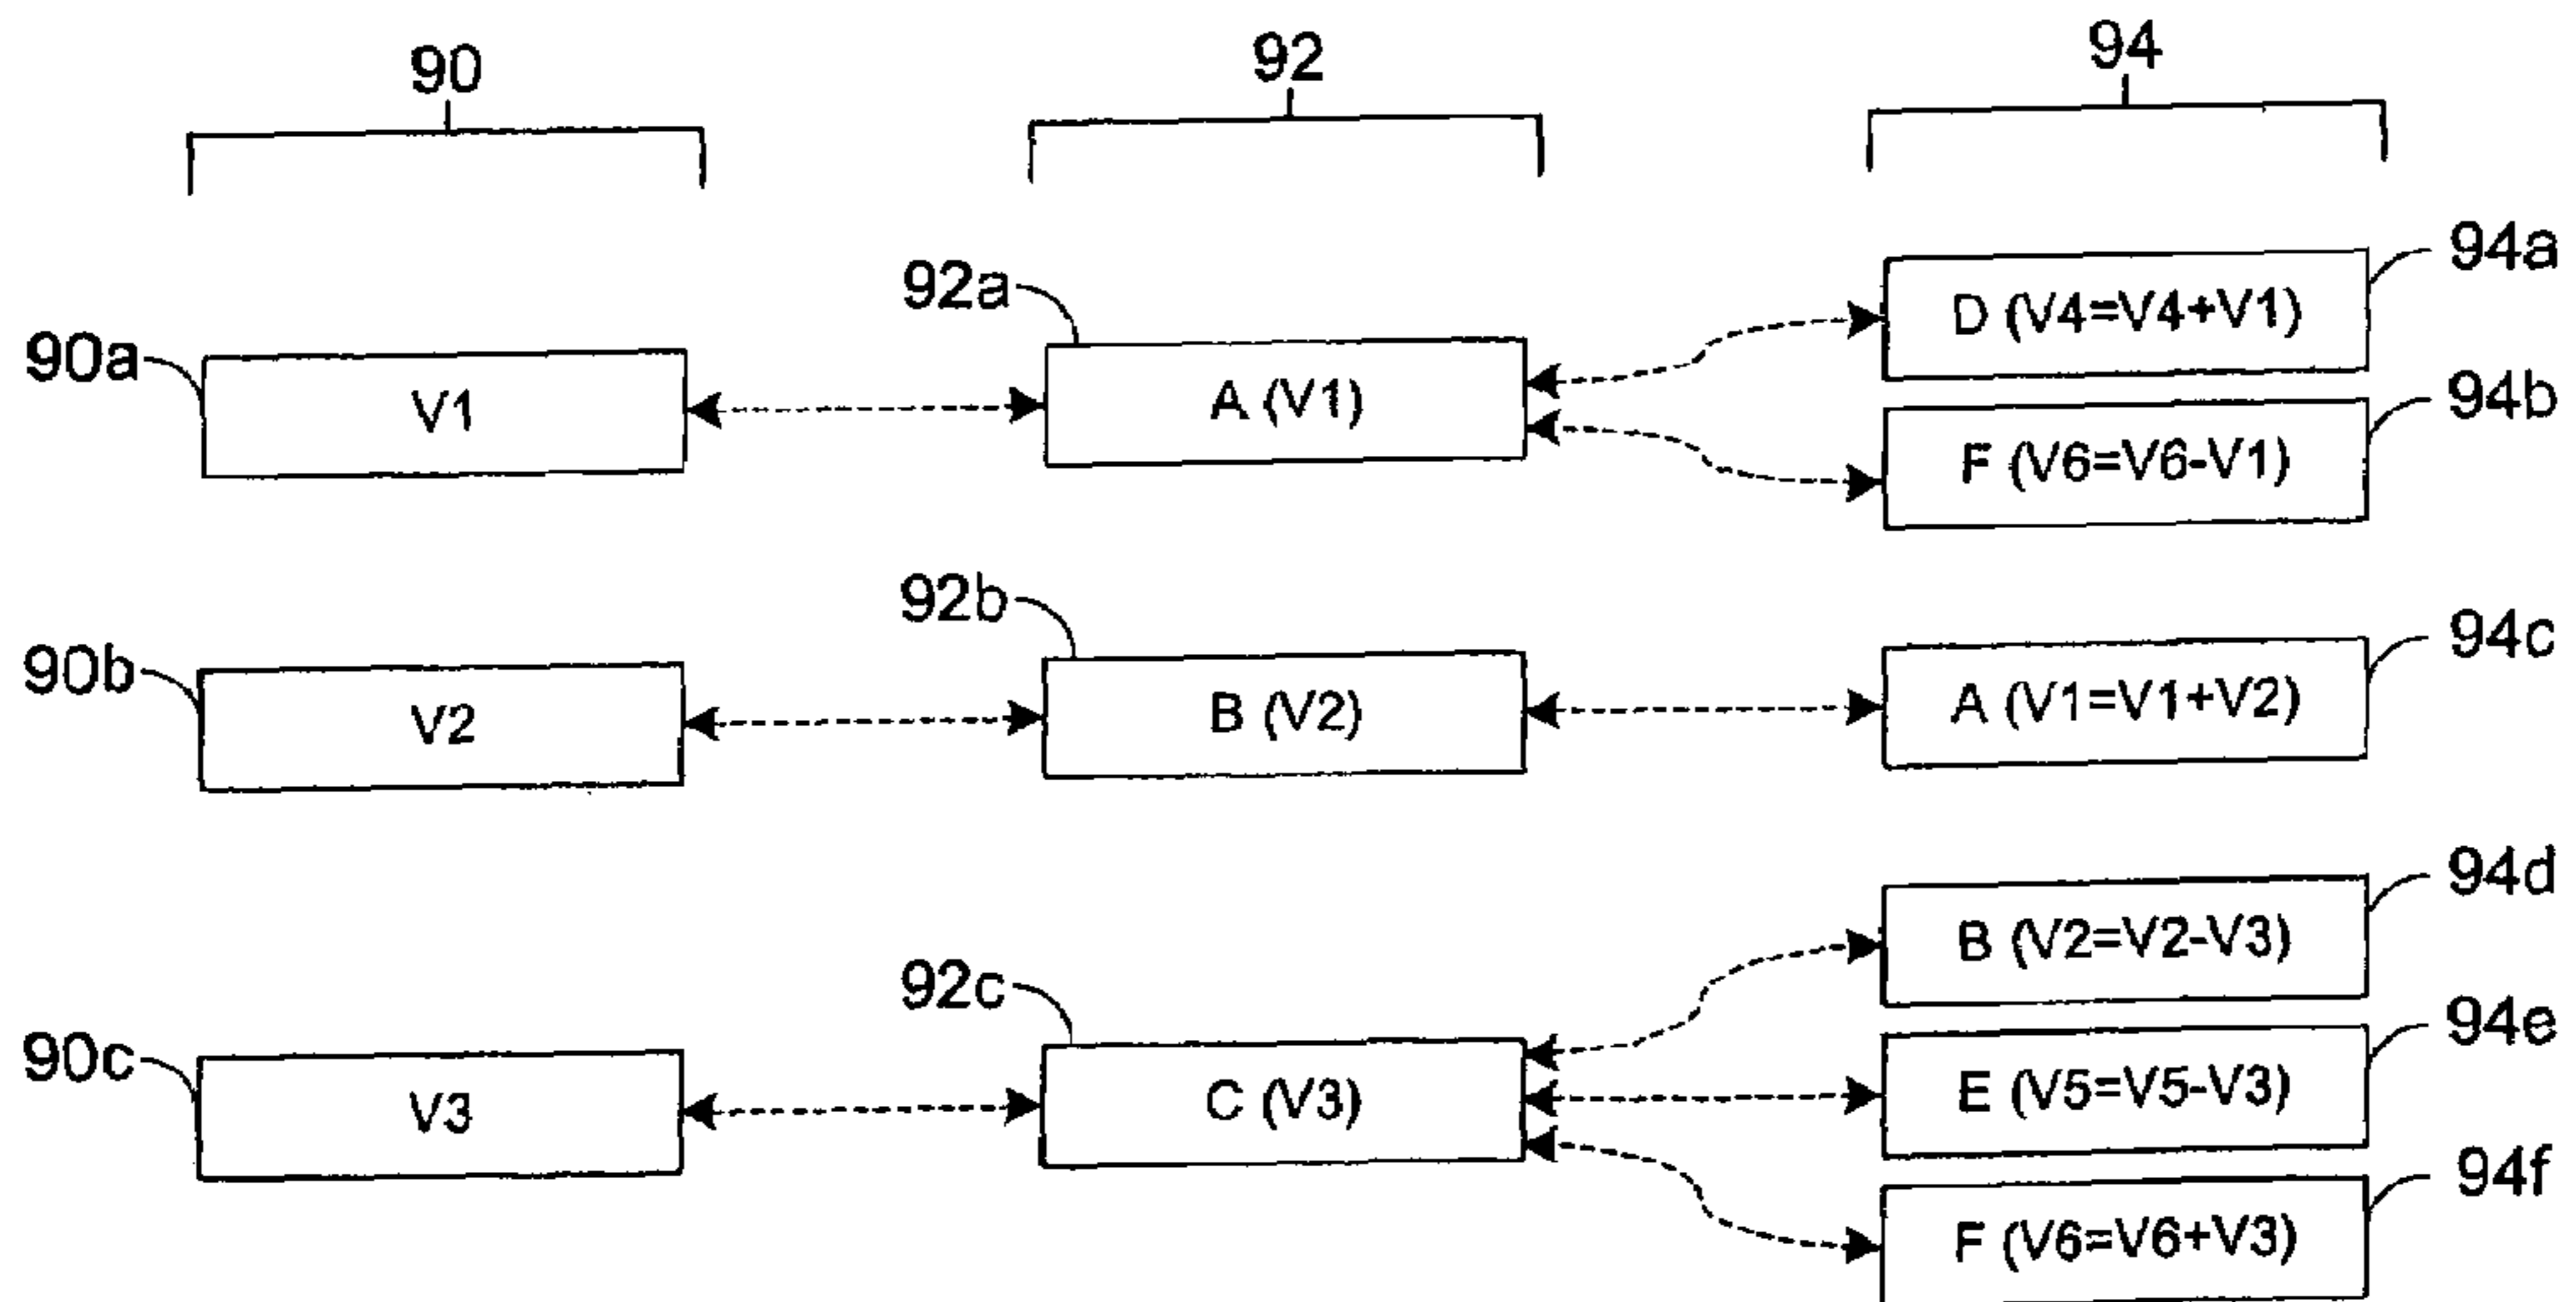 90
92
94
94a
D (V4=V4+V1)
92a
90a
V1
A (V1)
94b
F (V6=V6-V1)
92b
94c
90b
V2
B (V2)
A (V1=V1+V2)
94d
B (V2=V2-V3)
92c
94e
90c
V3
C (V3)
E (V5=V5-V3)
94f
F (V6=V6+V3)